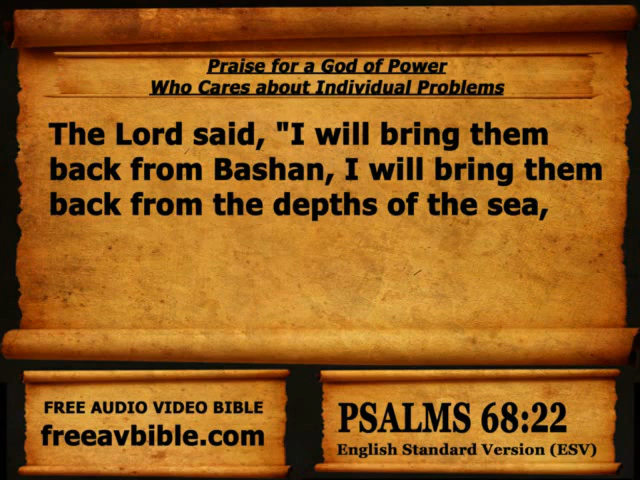 Praise for a God of Power
Who Cares about Individual Problems
The Lord said, "I will bring them
back from Bashan, I will bring them
back from the depths of the sea,
FREE AUDIO VIDEO BIBLE
freeavbible.com
PSALMS 68:22
English Standard Version (ESV)